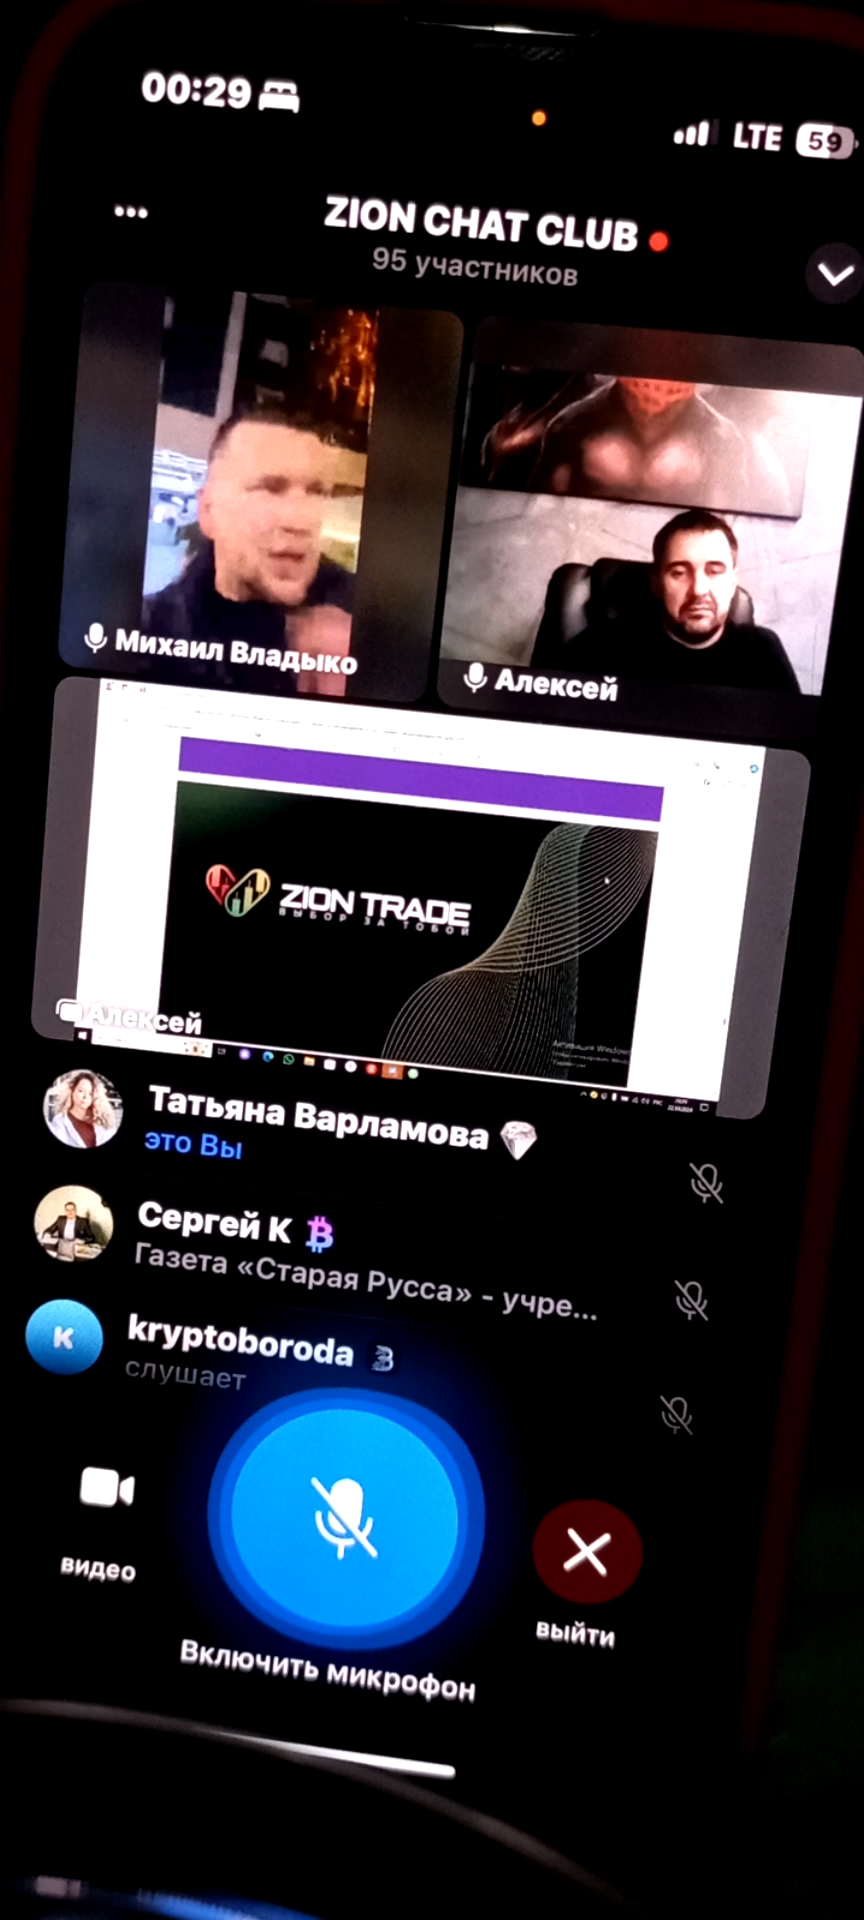 00:29
LTE 59
ZION CHAT CLUB
95 участников
Михаил Владыко
Алексей
ZION TRADE
ВЫБОР ЗА ТОБОЙ
Алексей
Татьяна Варламова
это Вы
Сергей К
Газета «Старая Русса» - учре...
K
kryptoboroda
слушает
видео
выйти
Включить микрофон